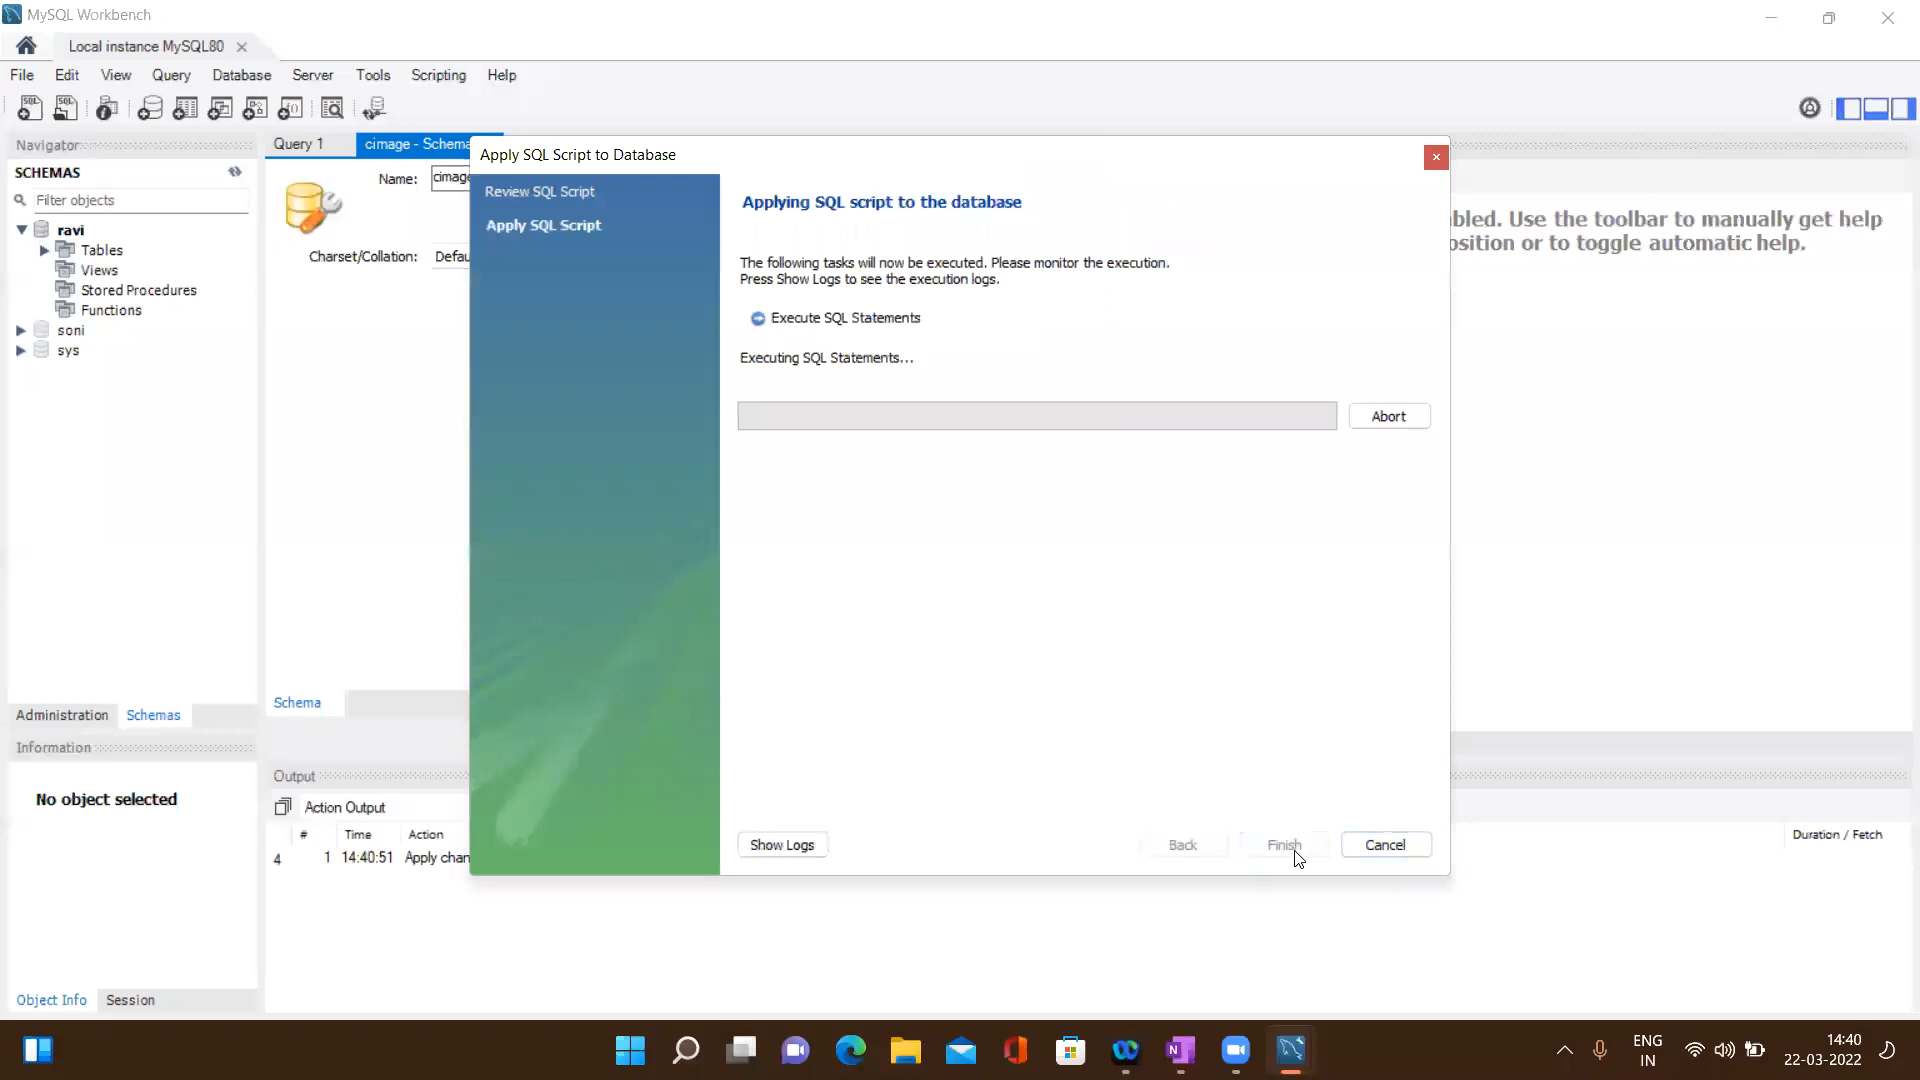 MySQL Workbench
Local instance MySQL80
File Edit View Query Database Server Tools Scripting Help
Navigator
SCHEMAS
Filter objects
ravi
Tables
Views
Stored Procedures
Functions
soni
sys
Administration Schemas
Information
No object selected
Object Info Session
Query 1 cimage - Schema
Name: cimage
Charset/Collation: Defau
bled. Use the toolbar to manually get help
osition or to toggle automatic help.
Schema
Apply SQL Script to Database
Review SQL Script
Apply SQL Script
Applying SQL script to the database
The following tasks will now be executed. Please monitor the execution.
Press Show Logs to see the execution logs.
Execute SQL Statements
Executing SQL Statements...
Abort
Show Logs Back Finish Cancel
Output
Action Output
# Time Action Duration / Fetch
4 1 14:40:51 Apply chan
ENG
IN
14:40
22-03-2022